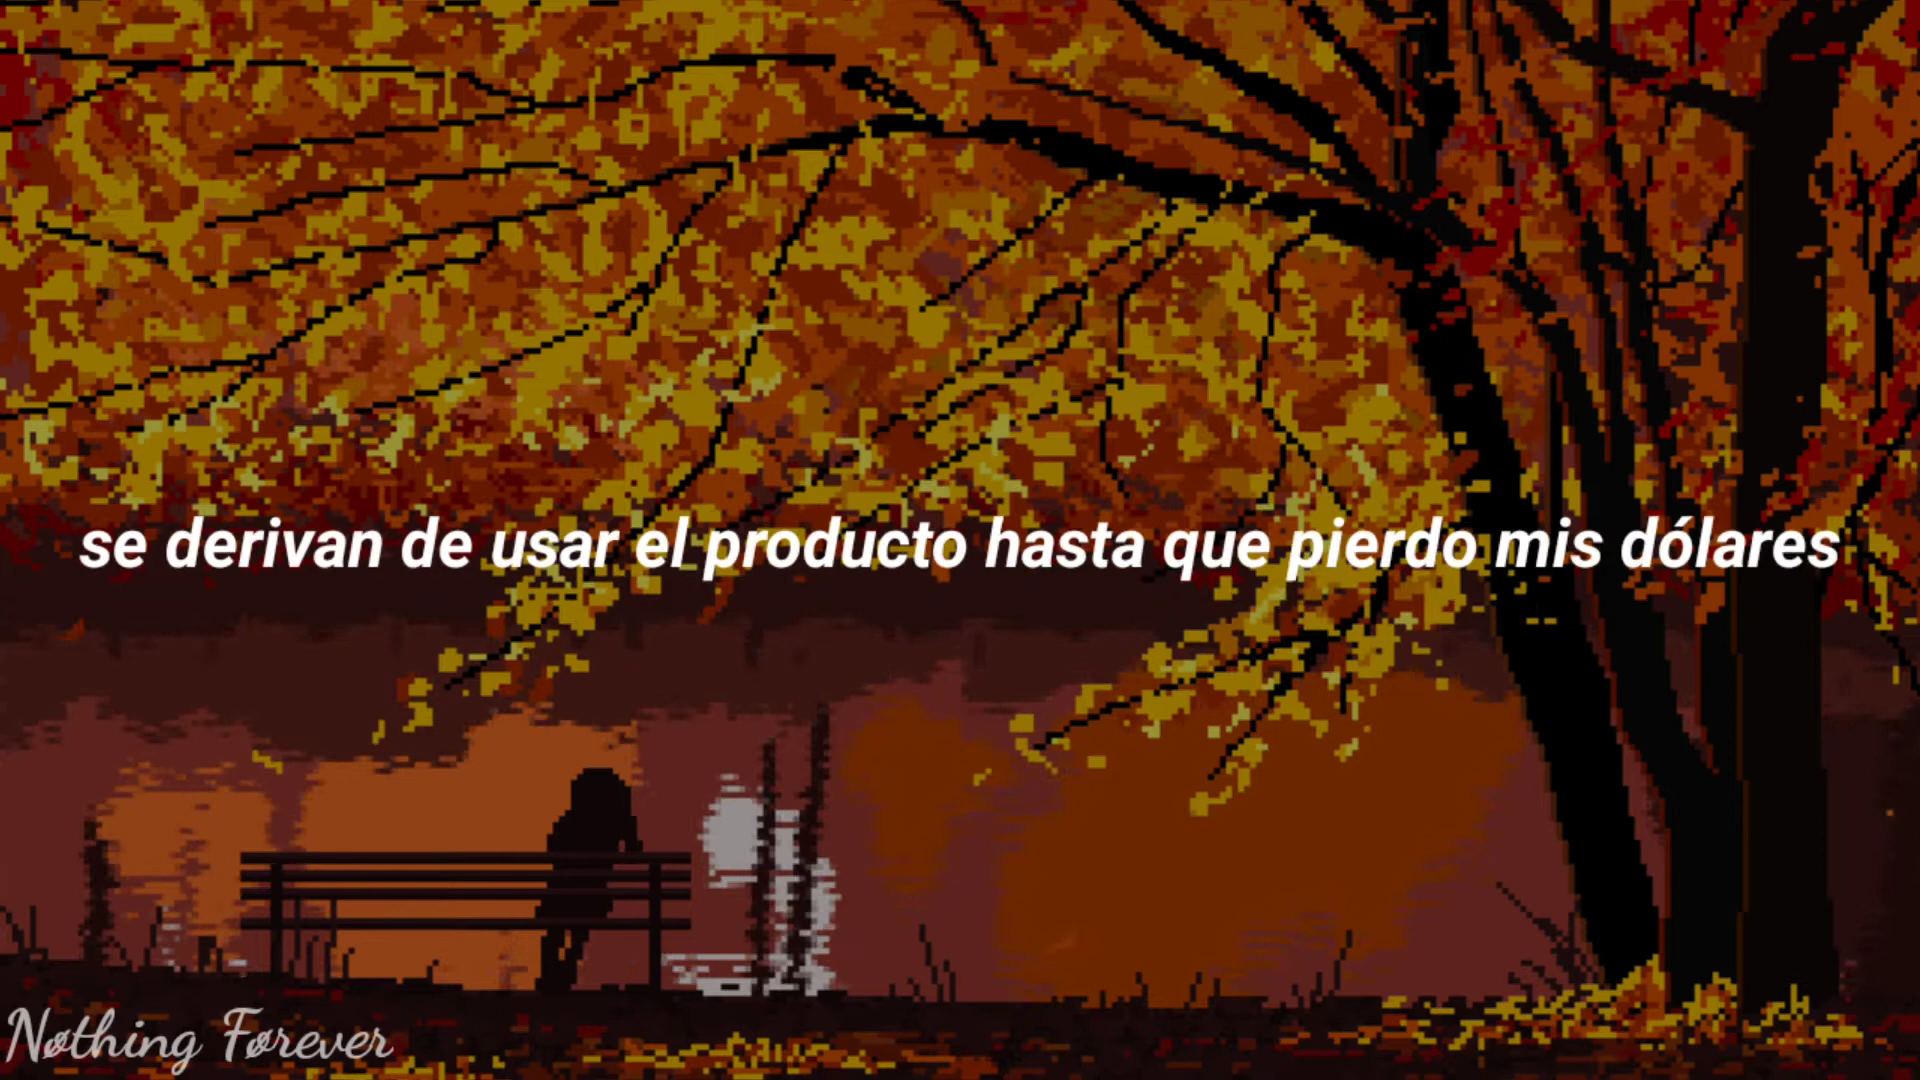 se derivan de usar el producto hasta que pierdo mis dólares
Nøthing Førever